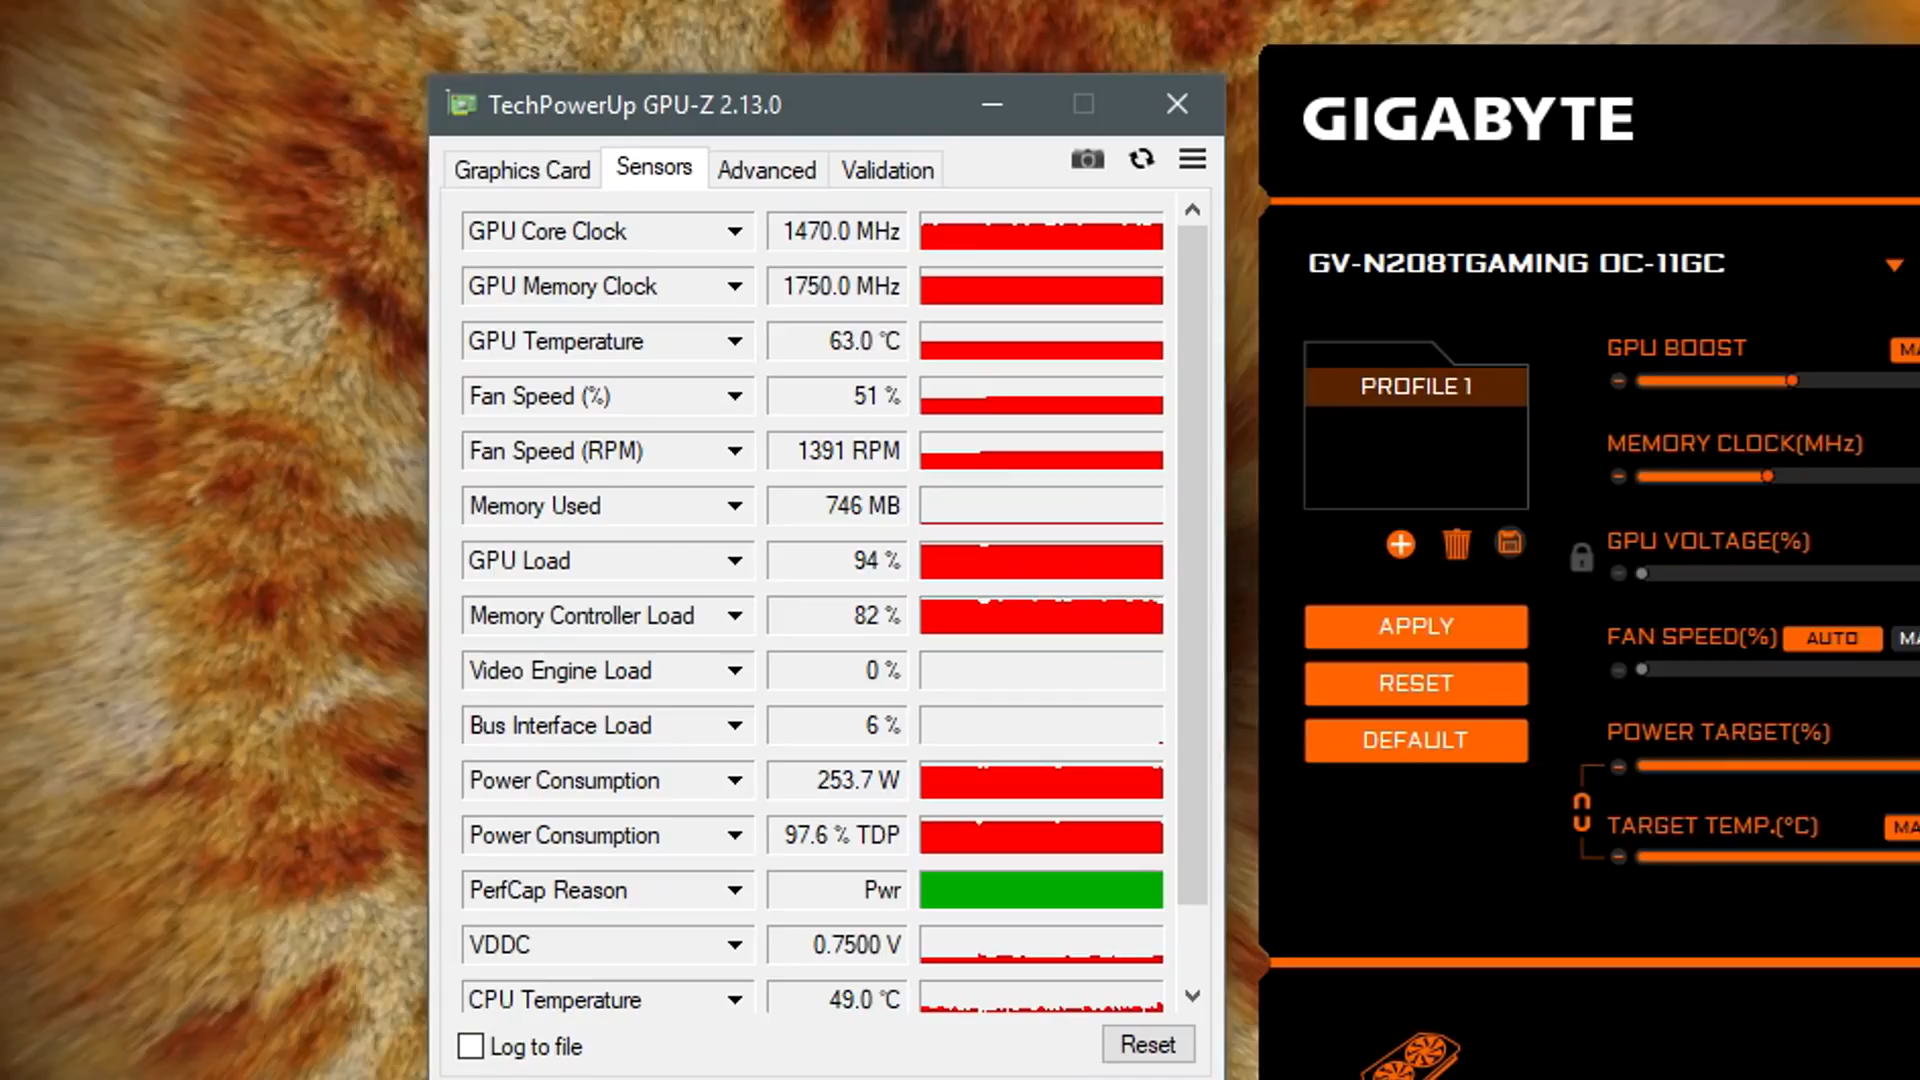 TechPowerUp GPU-Z 2.13.0
Graphics Card Sensors Advanced Validation
GPU Core Clock 1470.0 MHz
GPU Memory Clock 1750.0 MHz
GPU Temperature 63.0 °C
Fan Speed (%) 51 %
Fan Speed (RPM) 1391 RPM
Memory Used 746 MB
GPU Load 94 %
Memory Controller Load 82 %
Video Engine Load 0 %
Bus Interface Load 6 %
Power Consumption 253.7 W
Power Consumption 97.6 % TDP
PerfCap Reason Pwr
VDDC 0.7500 V
CPU Temperature 49.0 °C
Log to file Reset
GIGABYTE
GV-N208TGAMING OC-11GC
PROFILE 1
APPLY
RESET
DEFAULT
GPU BOOST
MEMORY CLOCK(MHz)
GPU VOLTAGE(%)
FAN SPEED(%) AUTO
POWER TARGET(%)
TARGET TEMP.(°C)